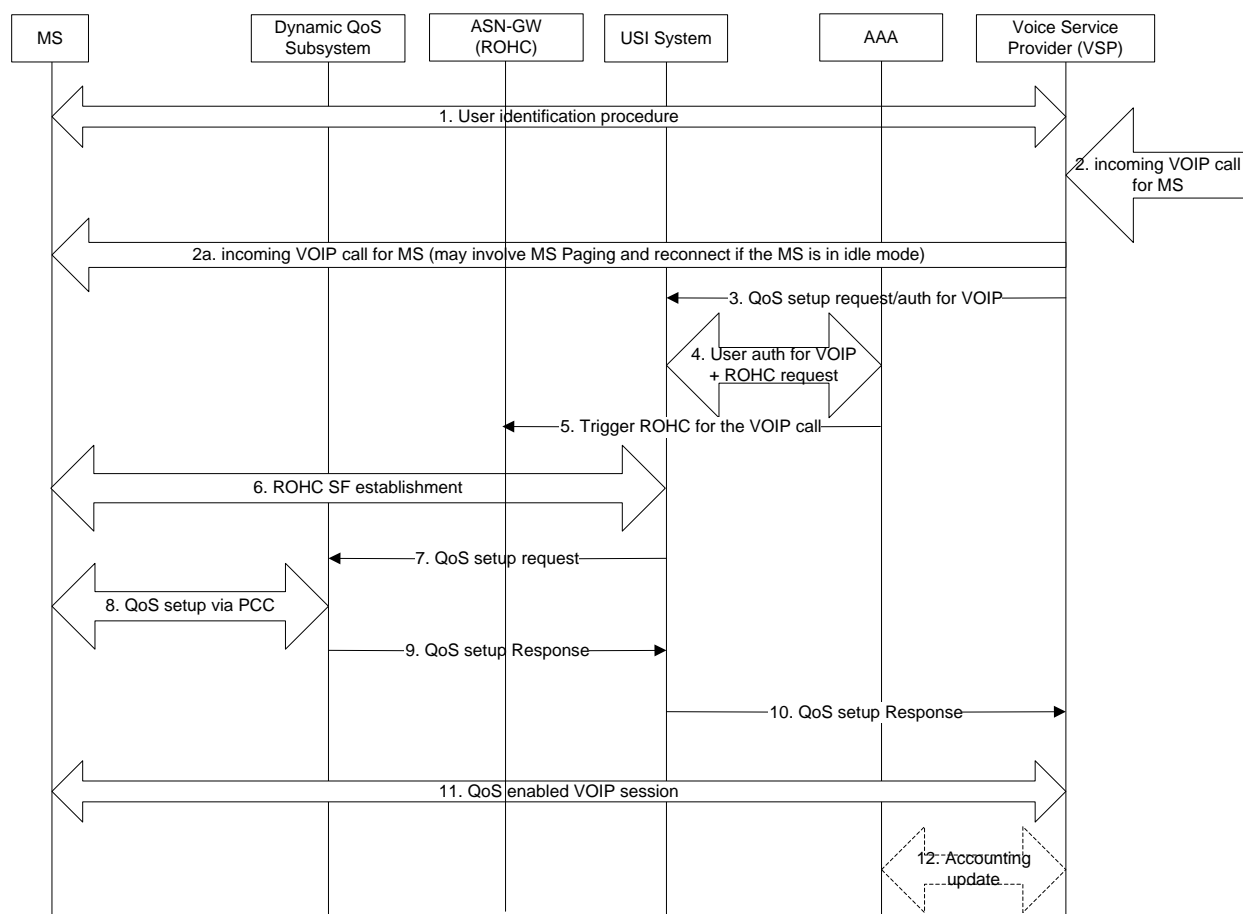 MS
Dynamic QoS
Subsystem
ASN-GW
(ROHC)
USI System
AAA
Voice Service
Provider (VSP)
1. User identification procedure
2. incoming VOIP call
for MS
2a. incoming VOIP call for MS (may involve MS Paging and reconnect if the MS is in idle mode)
3. QoS setup request/auth for VOIP
4. User auth for VOIP
+ ROHC request
5. Trigger ROHC for the VOIP call
6. ROHC SF establishment
7. QoS setup request
8. QoS setup via PCC
9. QoS setup Response
10. QoS setup Response
11. QoS enabled VOIP session
12. Accounting
update